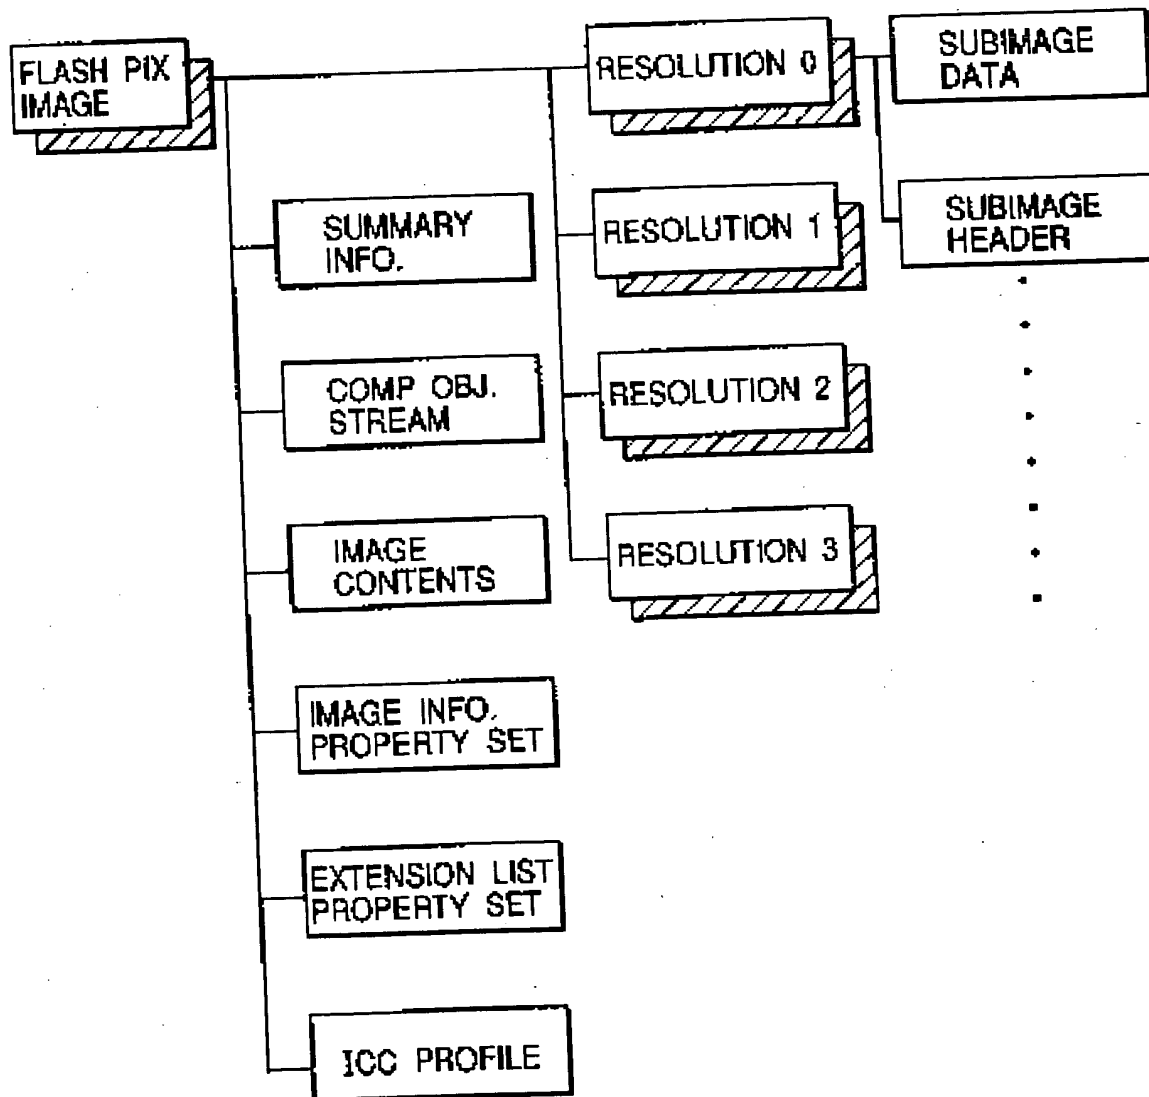 FLASH PIX
IMAGE
RESOLUTION 0
SUBIMAGE
DATA
SUMMARY
INFO.
RESOLUTION 1
SUBIMAGE
HEADER
COMP OBJ.
STREAM
RESOLUTION 2
IMAGE
CONTENTS
RESOLUTION 3
IMAGE INFO.
PROPERTY SET
EXTENSION LIST
PROPERTY SET
ICC PROFILE